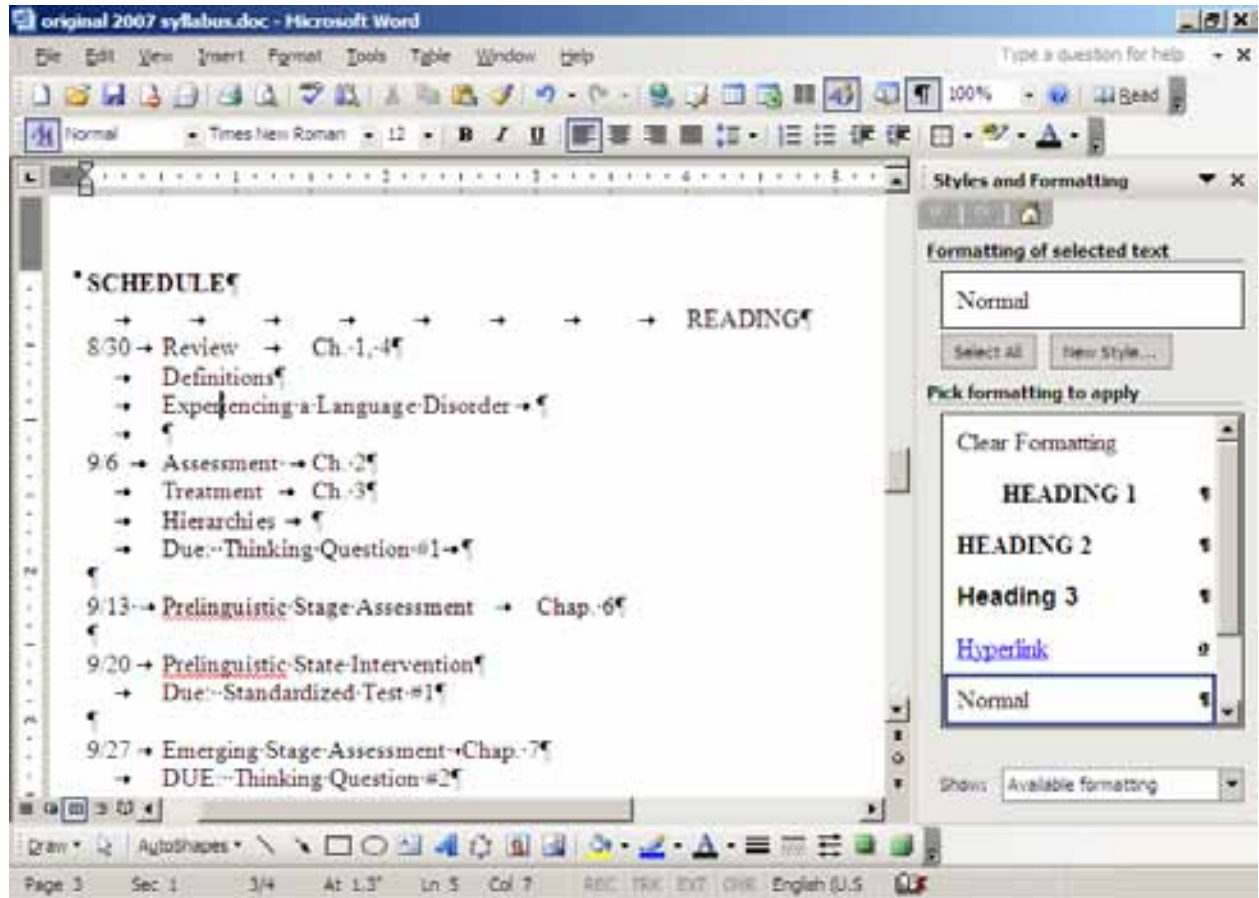 original 2007 syllabus.doc - Microsoft Word
File Edit View Insert Format Tools Table Window Help Type a question for help
100% Read
Normal Times New Roman 12 B I U A
Styles and Formatting
Formatting of selected text
Normal
Select All New Style...
Pick formatting to apply
Clear Formatting
HEADING 1 ¶
HEADING 2 ¶
Heading 3 ¶
Hyperlink a
Normal ¶
Show: Available formatting
SCHEDULE¶
→ → → → → → → → READING¶
8/30 → Review → Ch. 1, 4¶
→ Definitions¶
→ Experiencing a Language Disorder → ¶
→ ¶
9/6 → Assessment → Ch. 2¶
→ Treatment → Ch. 3¶
→ Hierarchies → ¶
→ Due: Thinking Question #1 → ¶
¶
9/13 → Prelinguistic Stage Assessment → Chap. 6¶
¶
9/20 → Prelinguistic State Intervention¶
→ Due: Standardized Test #1¶
¶
9/27 → Emerging Stage Assessment → Chap. 7¶
→ DUE: Thinking Question #2¶
Draw AutoShapes
Page 3 Sec 1 3/4 At 1.3" Ln 5 Col 7 REC TRK EXT OVR English (U.S